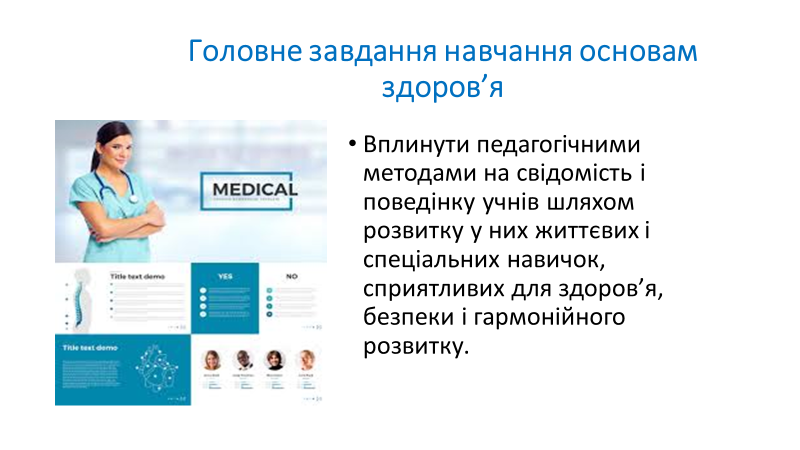 Головне завдання навчання основам
здоров’я
• Вплинути педагогічними
методами на свідомість і
поведінку учнів шляхом
розвитку у них життєвих і
спеціальних навичок,
сприятливих для здоров’я,
безпеки і гармонійного
розвитку.
MEDICAL
Title text demo
YES
NO
Title text demo